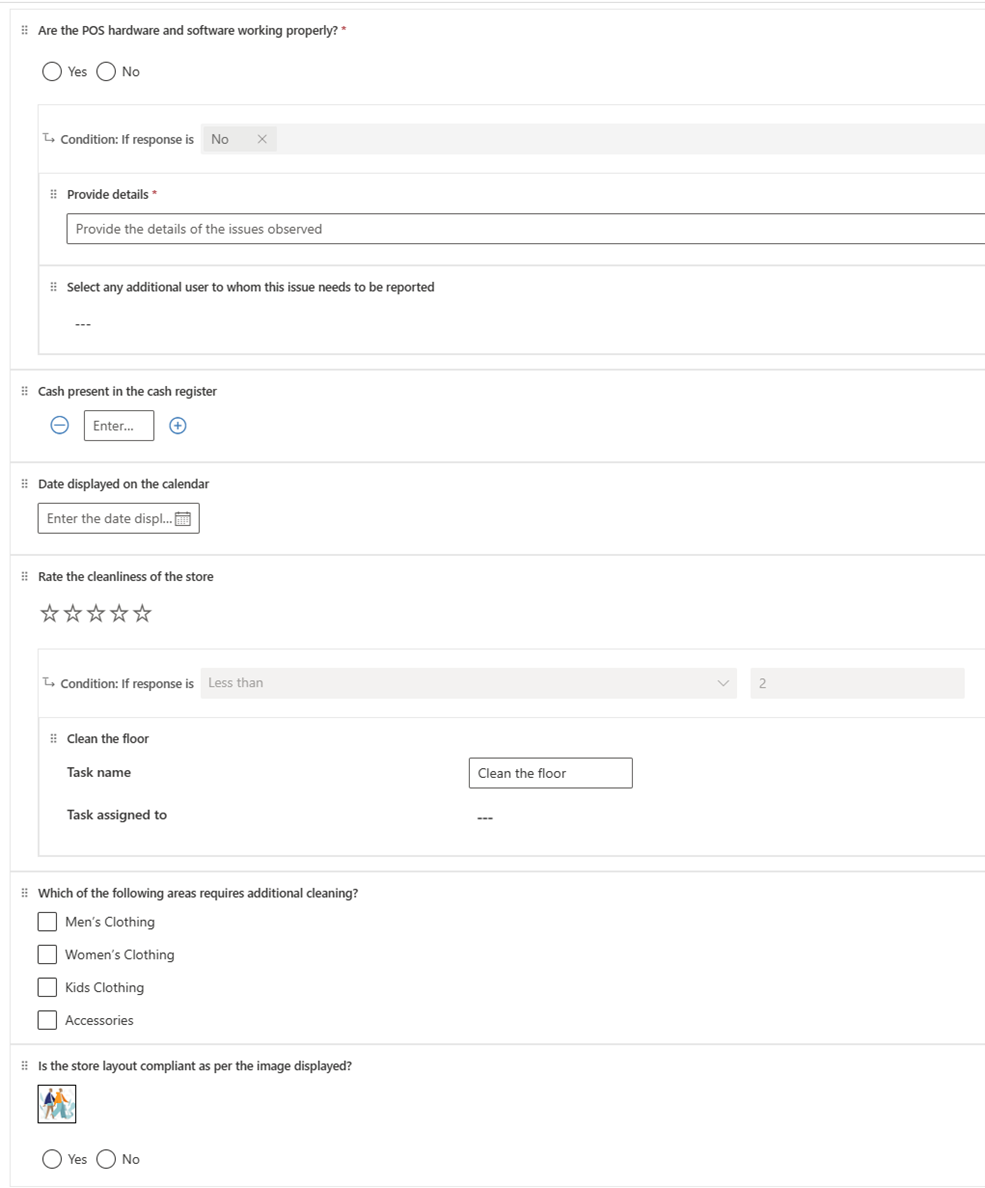 Are the POS hardware and software working properly? *
Yes No
Condition: If response is No
Provide details *
Provide the details of the issues observed
Select any additional user to whom this issue needs to be reported
---
Cash present in the cash register
Enter...
Date displayed on the calendar
Enter the date displ...
Rate the cleanliness of the store
Condition: If response is Less than 2
Clean the floor
Task name Clean the floor
Task assigned to ---
Which of the following areas requires additional cleaning?
Men's Clothing
Women's Clothing
Kids Clothing
Accessories
Is the store layout compliant as per the image displayed?
Yes No